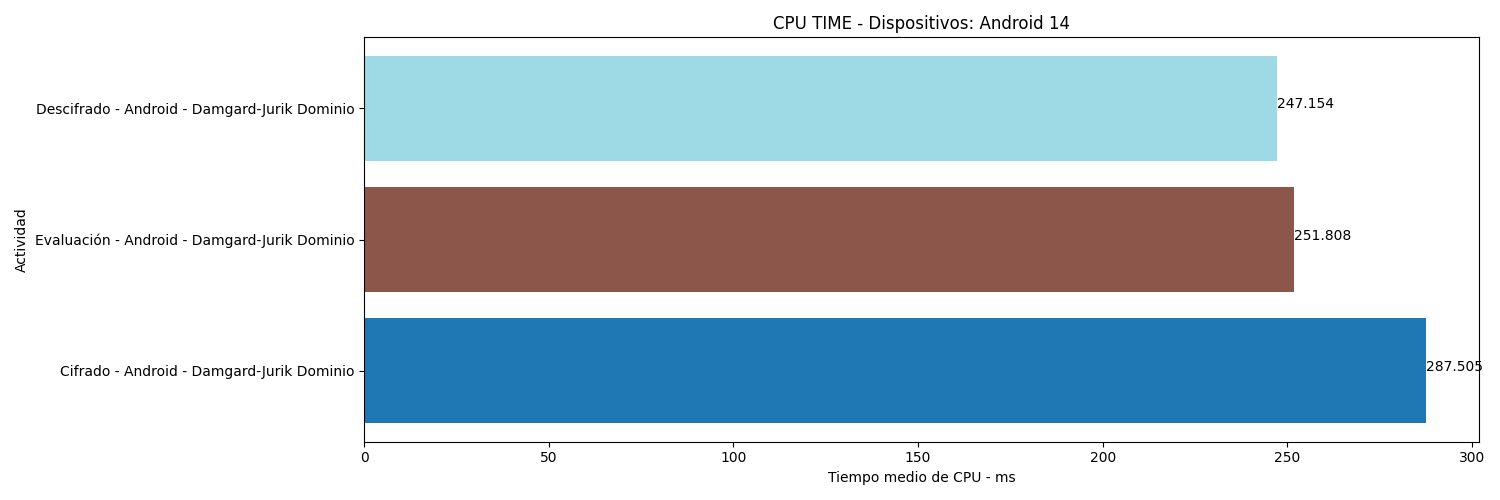 CPU TIME - Dispositivos: Android 14
Descifrado - Android - Damgard-Jurik Dominio
247.154
Evaluación - Android - Damgard-Jurik Dominio
251.808
Cifrado - Android - Damgard-Jurik Dominio
287.505
Actividad
0 50 100 150 200 250 300
Tiempo medio de CPU - ms